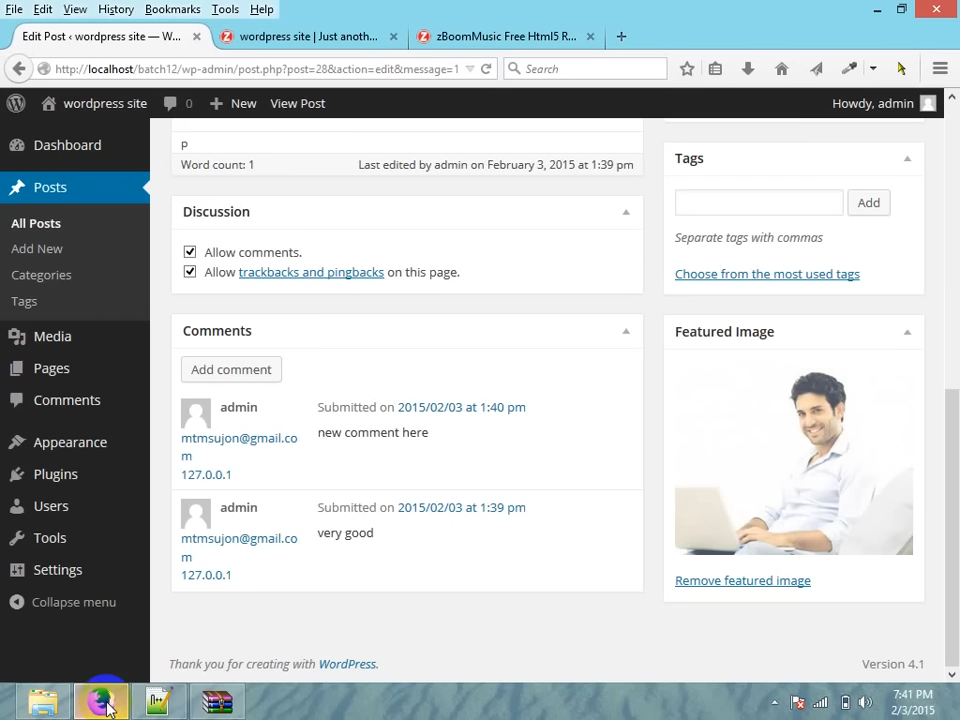 File Edit View History Bookmarks Tools Help
Edit Post ‹ wordpress site — W...
wordpress site | Just anoth...
zBoomMusic Free Html5 R...
http://localhost/batch12/wp-admin/post.php?post=28&action=edit&message=1
Search
wordpress site 0 New View Post
Howdy, admin
Dashboard
Posts
All Posts
Add New
Categories
Tags
Media
Pages
Comments
Appearance
Plugins
Users
Tools
Settings
Collapse menu
P
Word count: 1
Last edited by admin on February 3, 2015 at 1:39 pm
Discussion
Allow comments.
Allow trackbacks and pingbacks on this page.
Comments
Add comment
admin
mtmsujon@gmail.co
m
127.0.0.1
Submitted on 2015/02/03 at 1:40 pm
new comment here
admin
mtmsujon@gmail.co
m
127.0.0.1
Submitted on 2015/02/03 at 1:39 pm
very good
Tags
Add
Separate tags with commas
Choose from the most used tags
Featured Image
Remove featured image
Thank you for creating with WordPress.
Version 4.1
7:41 PM
2/3/2015